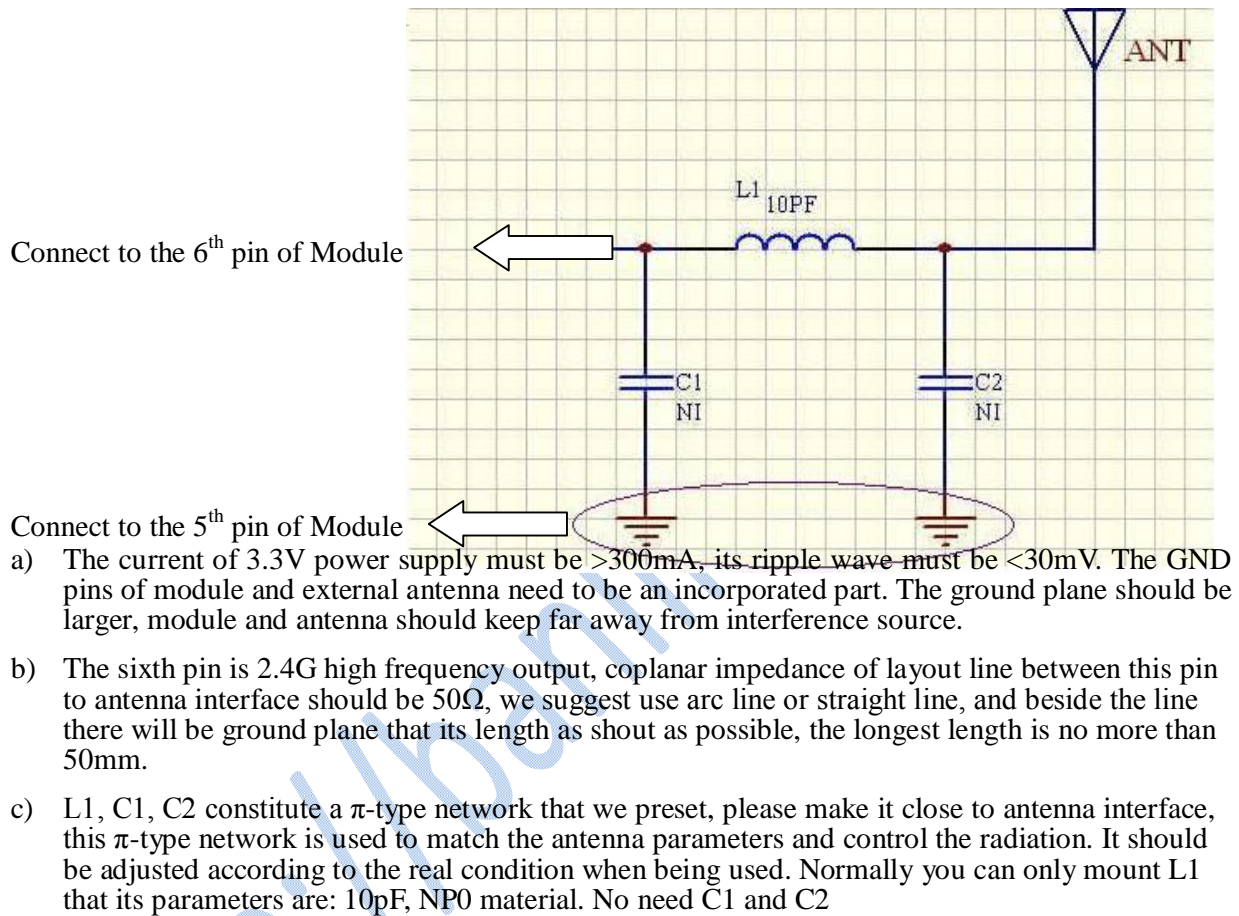 ANT
L1
10PF
Connect to the 6th pin of Module
C1
NI
C2
NI
Connect to the 5th pin of Module
a) The current of 3.3V power supply must be >300mA, its ripple wave must be <30mV. The GND
pins of module and external antenna need to be an incorporated part. The ground plane should be
larger, module and antenna should keep far away from interference source.
b) The sixth pin is 2.4G high frequency output, coplanar impedance of layout line between this pin
to antenna interface should be 50Ω, we suggest use arc line or straight line, and beside the line
there will be ground plane that its length as shout as possible, the longest length is no more than
50mm.
c) L1, C1, C2 constitute a π-type network that we preset, please make it close to antenna interface,
this π-type network is used to match the antenna parameters and control the radiation. It should
be adjusted according to the real condition when being used. Normally you can only mount L1
that its parameters are: 10pF, NP0 material. No need C1 and C2